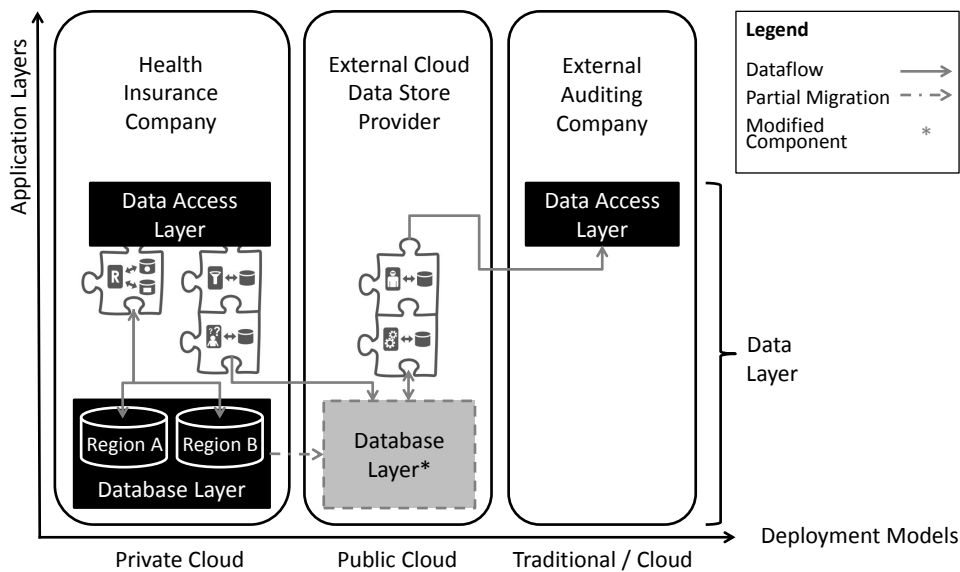 Application Layers
Health
Insurance
Company
External Cloud
Data Store
Provider
External
Auditing
Company
Legend
Dataflow
Partial Migration
Modified
Component
*
Data Access
Layer
Data Access
Layer
R
??
Region A
Region B
Database Layer
Database
Layer*
Data
Layer
Private Cloud
Public Cloud
Traditional / Cloud
Deployment Models